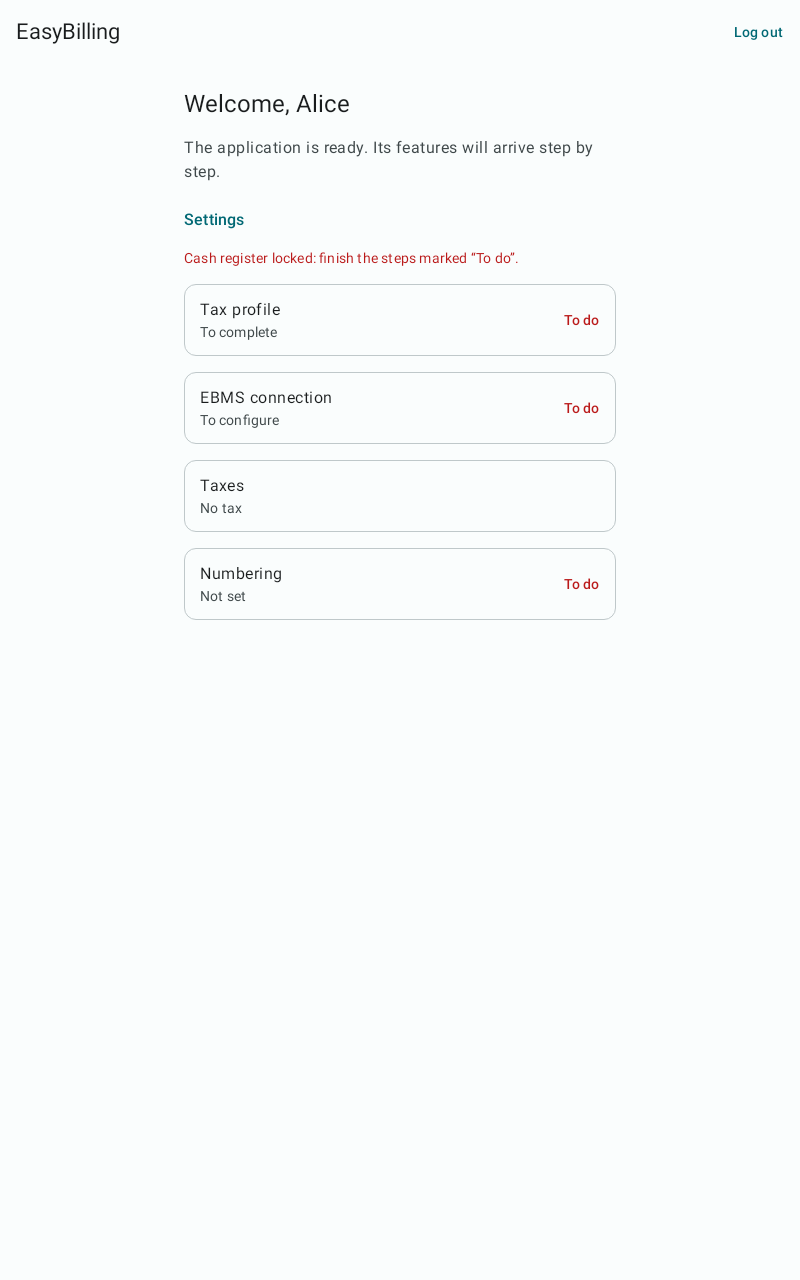 EasyBilling
Log out
Welcome, Alice
The application is ready. Its features will arrive step by
step.
Settings
Cash register locked: finish the steps marked “To do”.
Tax profile
To complete
To do
EBMS connection
To configure
To do
Taxes
No tax
Numbering
Not set
To do